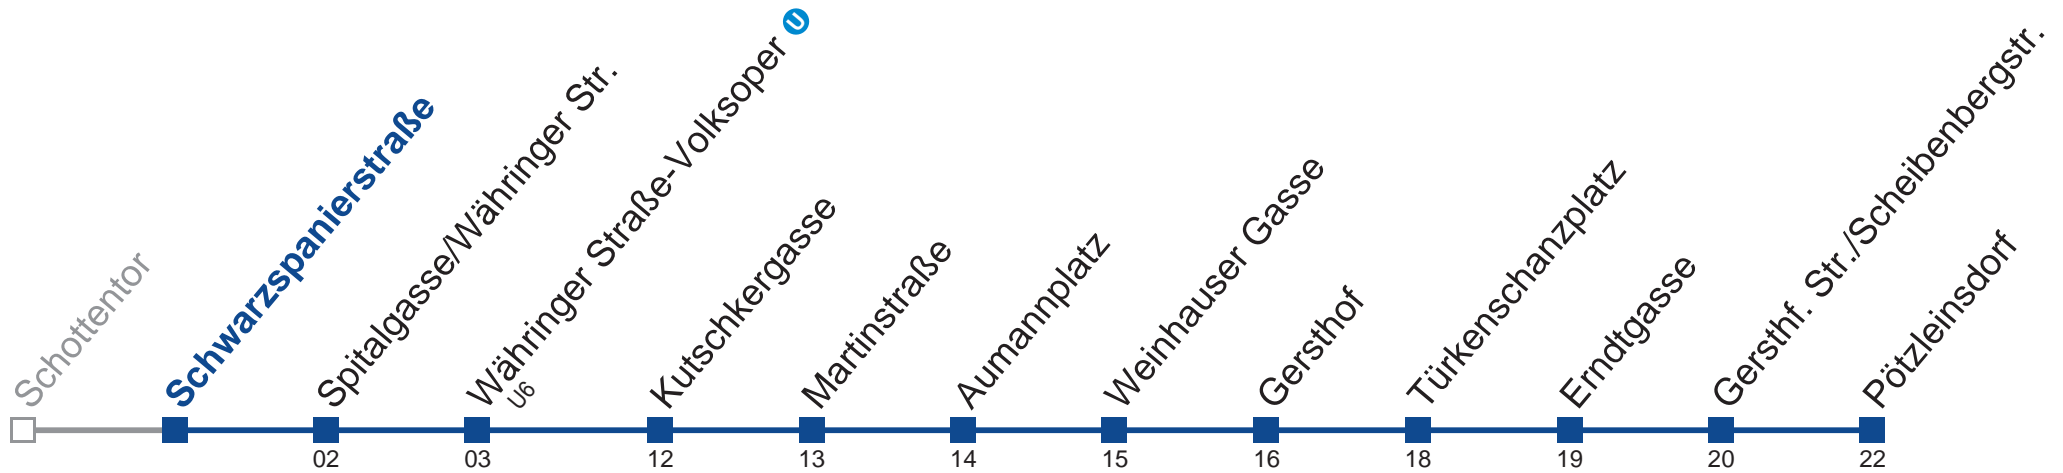 Schottentor
Schwarzspanierstraße
Spitalgasse/Währinger Str.
Währinger Straße-Volksoper U
U6
Kutschkergasse
Martinstraße
Aumannplatz
Weinhauser Gasse
Gersthof
Türkenschanzplatz
Erndtgasse
Gersthf. Str./Scheibenbergstr.
Pötzleinsdorf
02 03 12 13 14 15 16 18 19 20 22